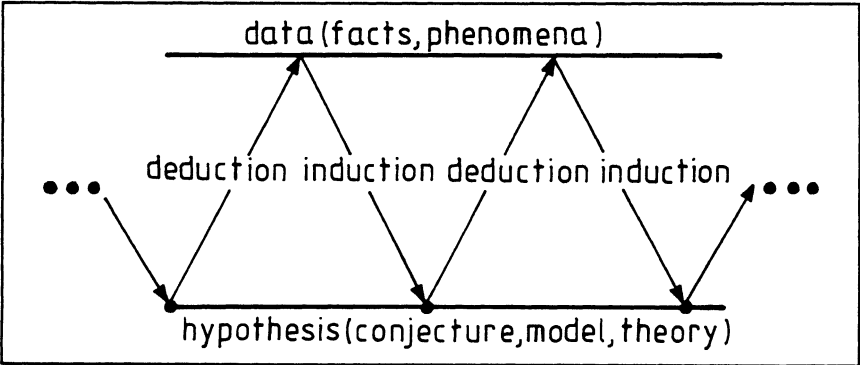 data(facts,phenomena)
deduction induction deduction induction
hypothesis(conjecture,model,theory)